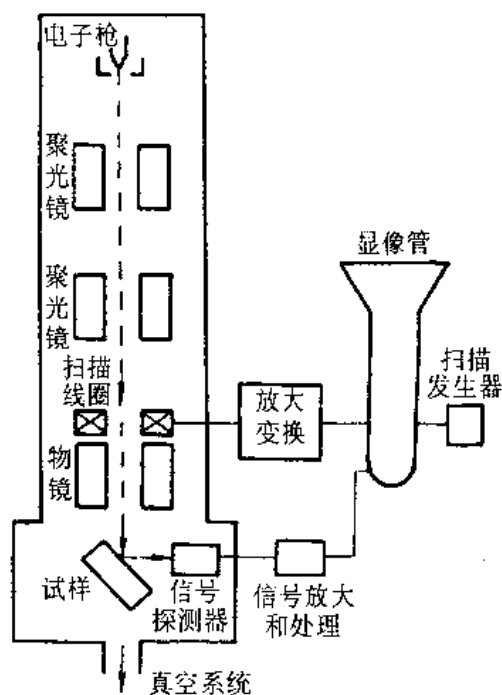 电子枪
聚光镜
聚光镜
显像管
扫描
线圈
扫描
发生器
放大
变换
物镜
试样
信号
探测器
信号放大
和处理
真空系统